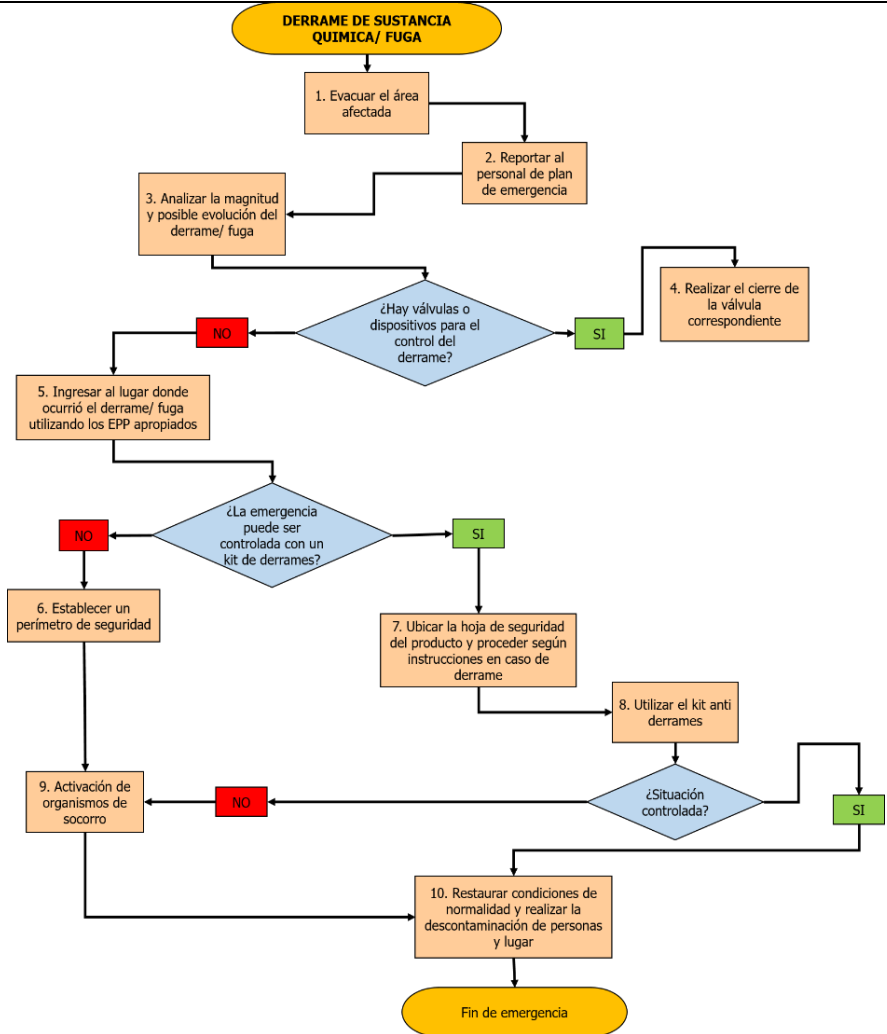 DERRAME DE SUSTANCIA
QUIMICA/ FUGA
1. Evacuar el área
afectada
2. Reportar al
personal de plan
de emergencia
3. Analizar la magnitud
y posible evolución del
derrame/ fuga
¿Hay válvulas o
dispositivos para el
control del
derrame?
NO
SI
4. Realizar el cierre de
la válvula
correspondiente
5. Ingresar al lugar donde
ocurrió el derrame/ fuga
utilizando los EPP apropiados
¿La emergencia
puede ser
controlada con un
kit de derrames?
NO
SI
6. Establecer un
perímetro de seguridad
7. Ubicar la hoja de seguridad
del producto y proceder según
instrucciones en caso de
derrame
8. Utilizar el kit anti
derrames
¿Situación
controlada?
NO
SI
9. Activación de
organismos de
socorro
10. Restaurar condiciones de
normalidad y realizar la
descontaminación de personas
y lugar
Fin de emergencia